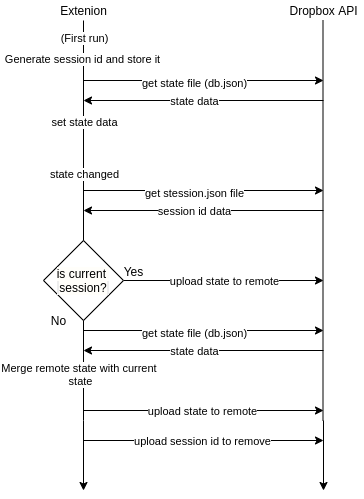 Extenion
Dropbox API
(First run)
Generate session id and store it
get state file (db.json)
state data
set state data
state changed
get stession.json file
session id data
is current
session?
Yes
upload state to remote
No
get state file (db.json)
state data
Merge remote state with current
state
upload state to remote
upload session id to remove